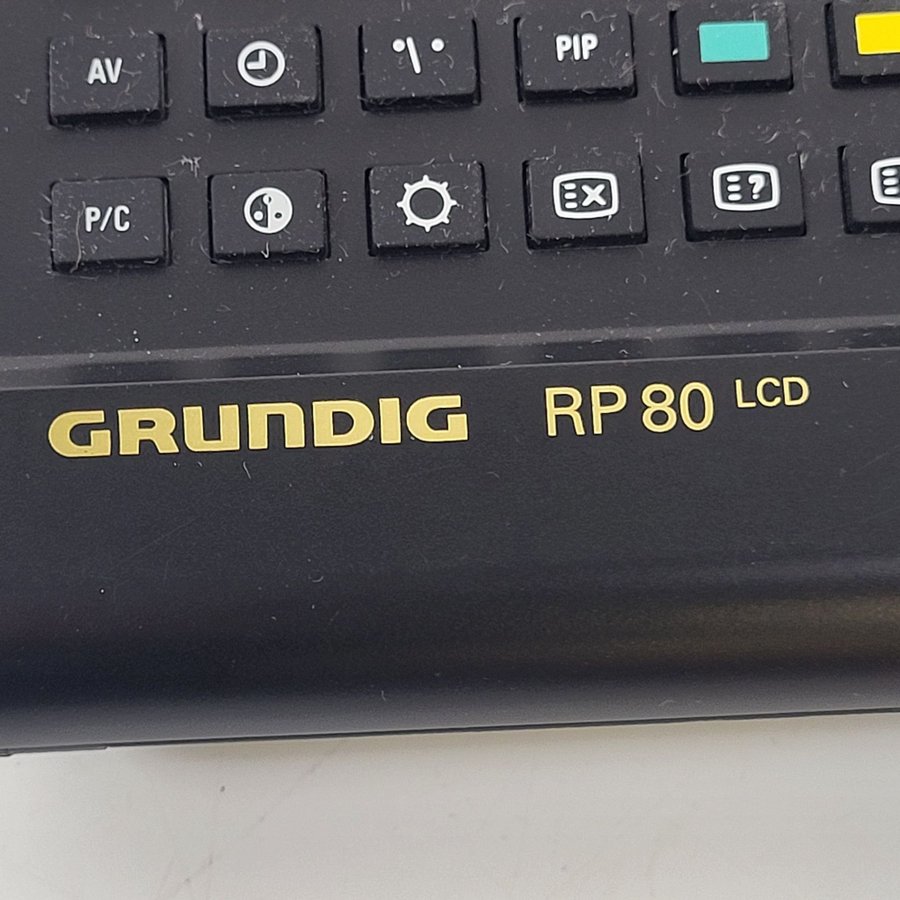 AV
PIP
P/C
X
?
GRUNDIG RP 80 LCD